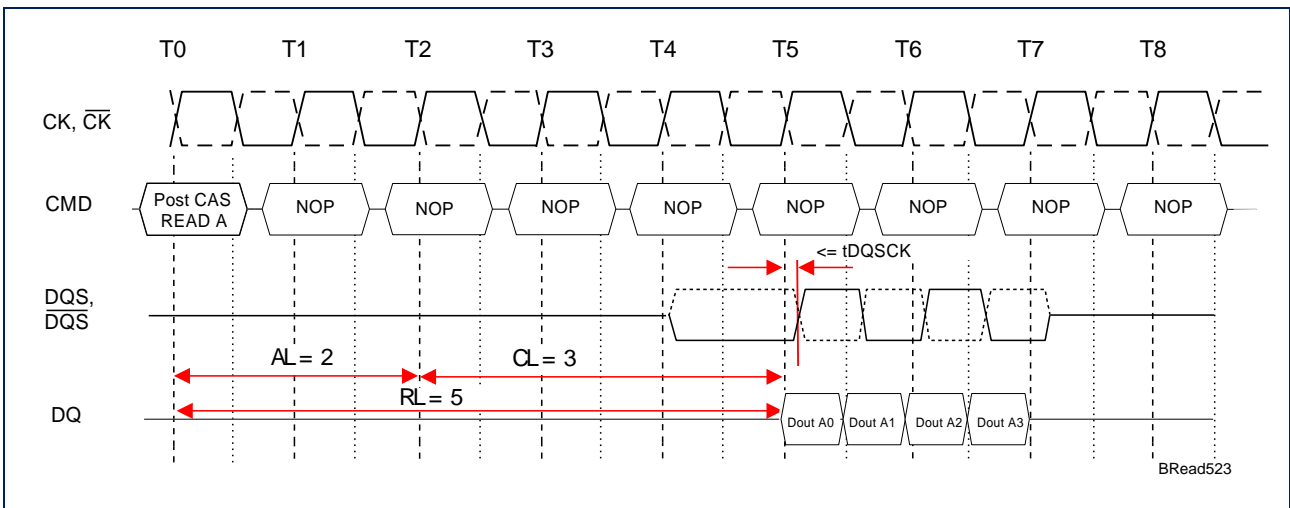 T0 T1 T2 T3 T4 T5 T6 T7 T8
CK, C̅K̅
CMD
Post CAS
READ A
NOP NOP NOP NOP NOP NOP NOP NOP
<= tDQSCK
DQS,
D̅Q̅S̅
AL = 2
CL = 3
RL = 5
DQ
Dout A0 Dout A1 Dout A2 Dout A3
BRead523